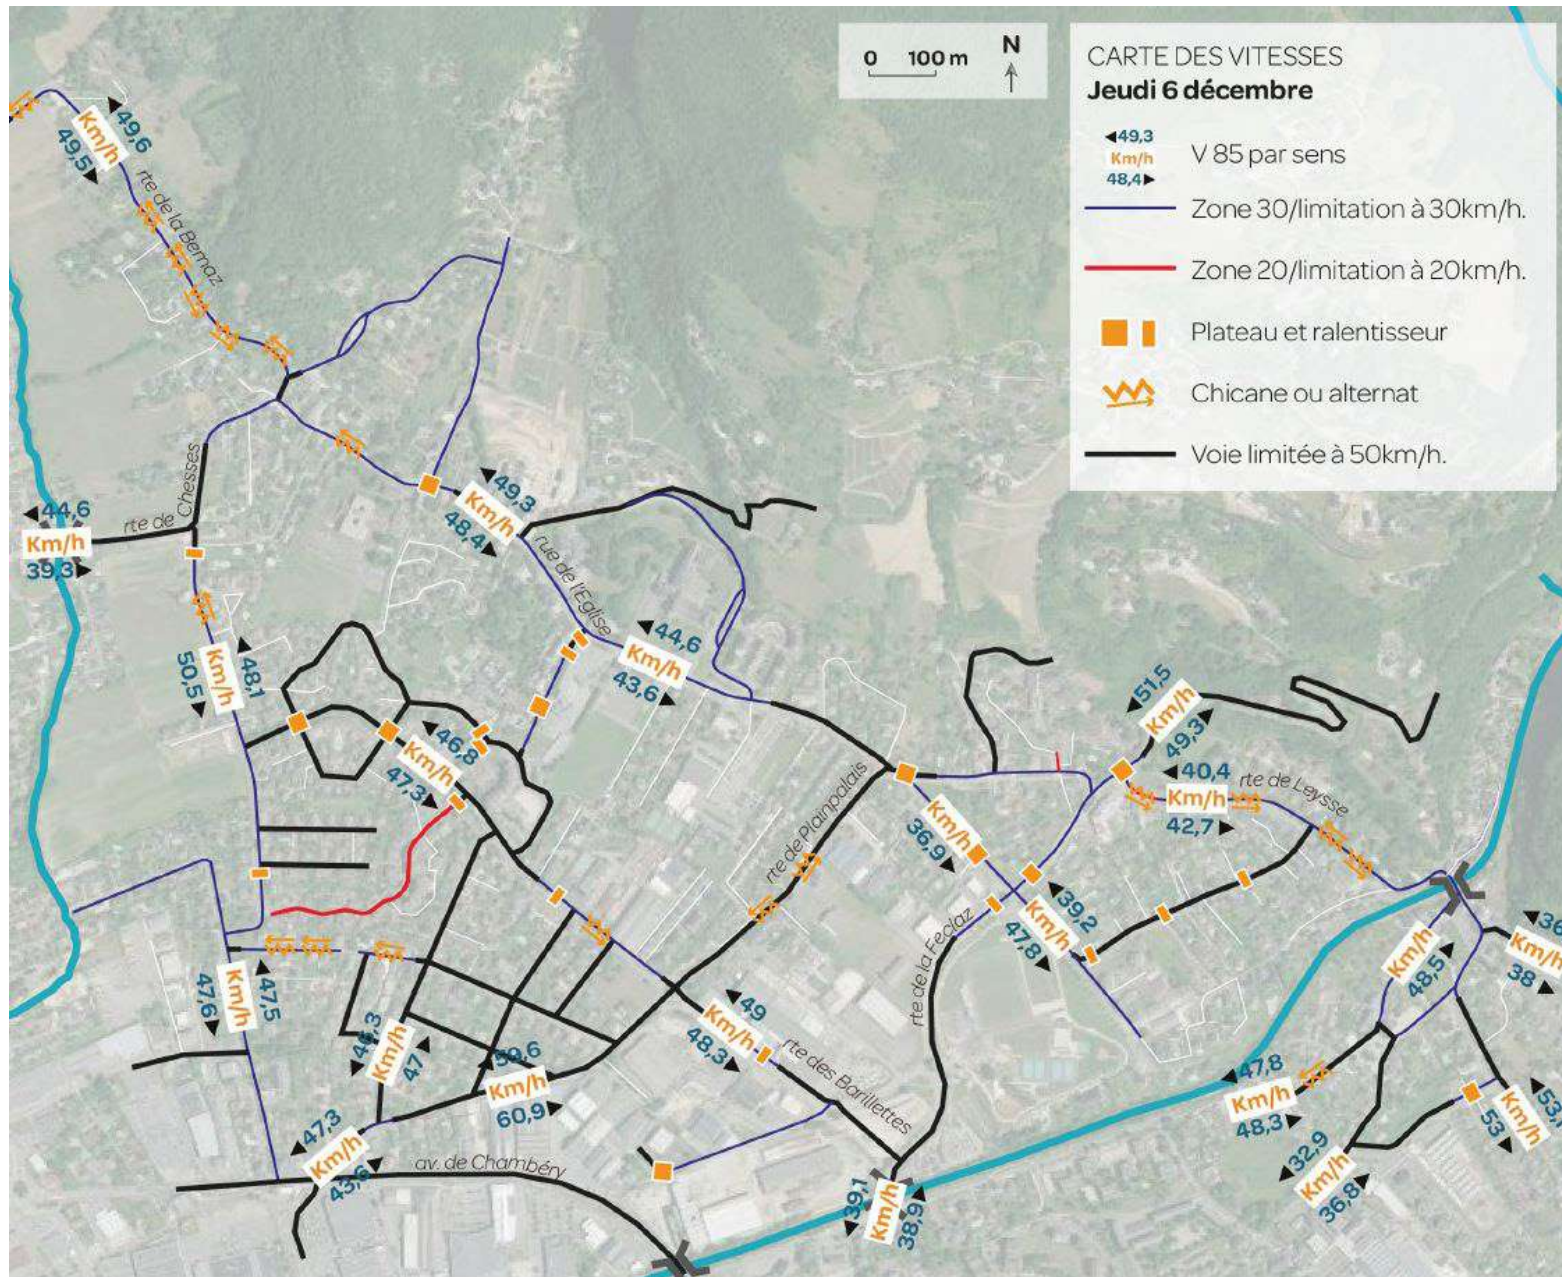 0 100 m
N
CARTE DES VITESSES
Jeudi 6 décembre
49,3
Km/h
48,4
V 85 par sens
Zone 30/limitation à 30km/h.
Zone 20/limitation à 20km/h.
Plateau et ralentisseur
Chicane ou alternat
Voie limitée à 50km/h.
49,6
Km/h
49,5
rte de la Bemaz
44,6
Km/h
39,3
rte de Chesses
49,3
Km/h
48,4
rue de l'Eglise
44,6
Km/h
43,6
48,1
Km/h
50,5
46,8
Km/h
47,3
51,5
Km/h
49,3
40,4
Km/h
42,7
rte de Leysse
rte de Plainpalais
Km/h
36,9
39,2
Km/h
47,8
rte de la Feclaz
Km/h
48,5
Km/h
38
47,5
Km/h
47,6
46,3
Km/h
47
59,6
Km/h
60,9
49
Km/h
48,3
rte des Barillettes
47,8
Km/h
48,3
Km/h
53
32,9
Km/h
36,8
47,3
Km/h
43,6
av. de Chambéry
39,1
Km/h
38,9